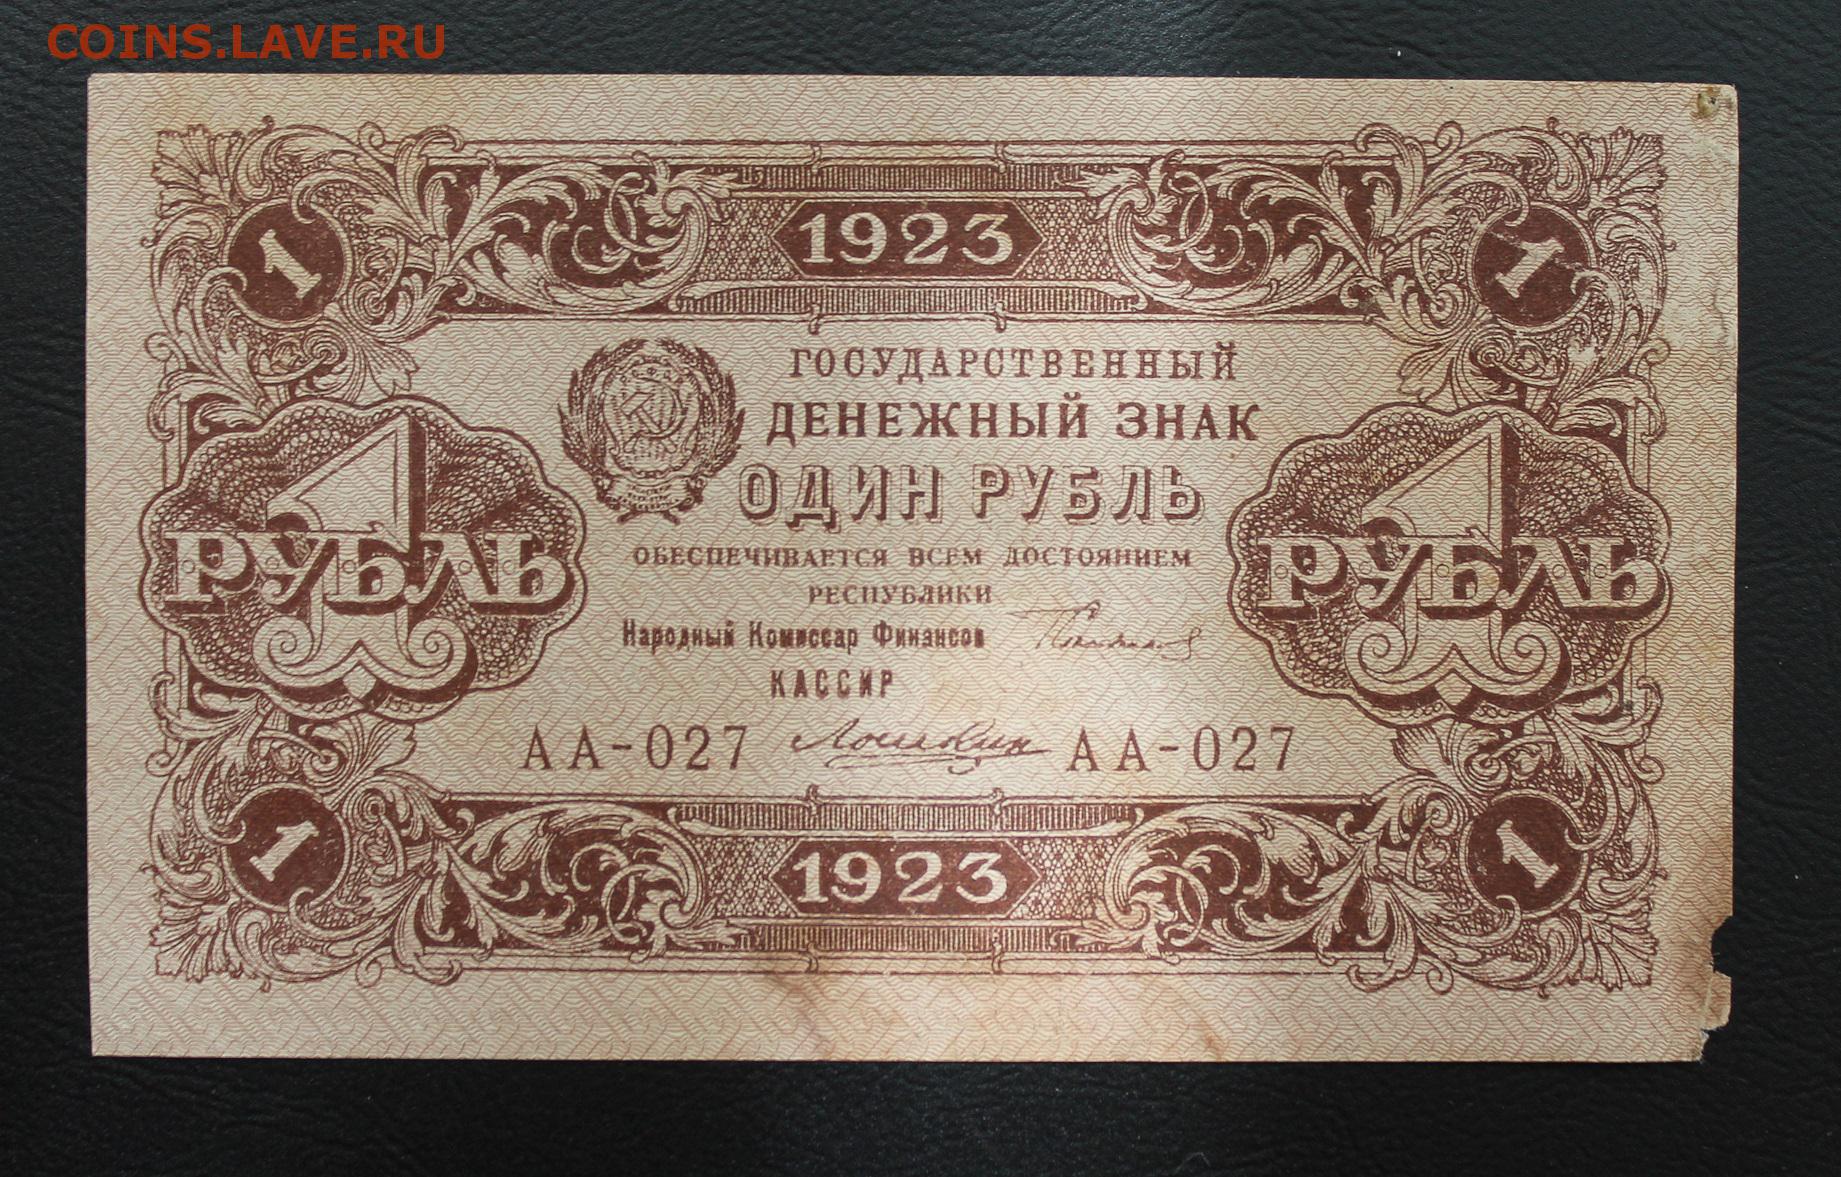 COINS.LAVE.RU
1 1923 1
ГОСУДАРСТВЕННЫЙ
ДЕНЕЖНЫЙ ЗНАК
ОДИН РУБЛЬ
1 РУБЛЬ
1 РУБЛЬ
ОБЕСПЕЧИВАЕТСЯ ВСЕМ ДОСТОЯНИЕМ
РЕСПУБЛИКИ
Народный Комиссар Финансов
КАССИР
АА-027 АА-027
1 1923 1